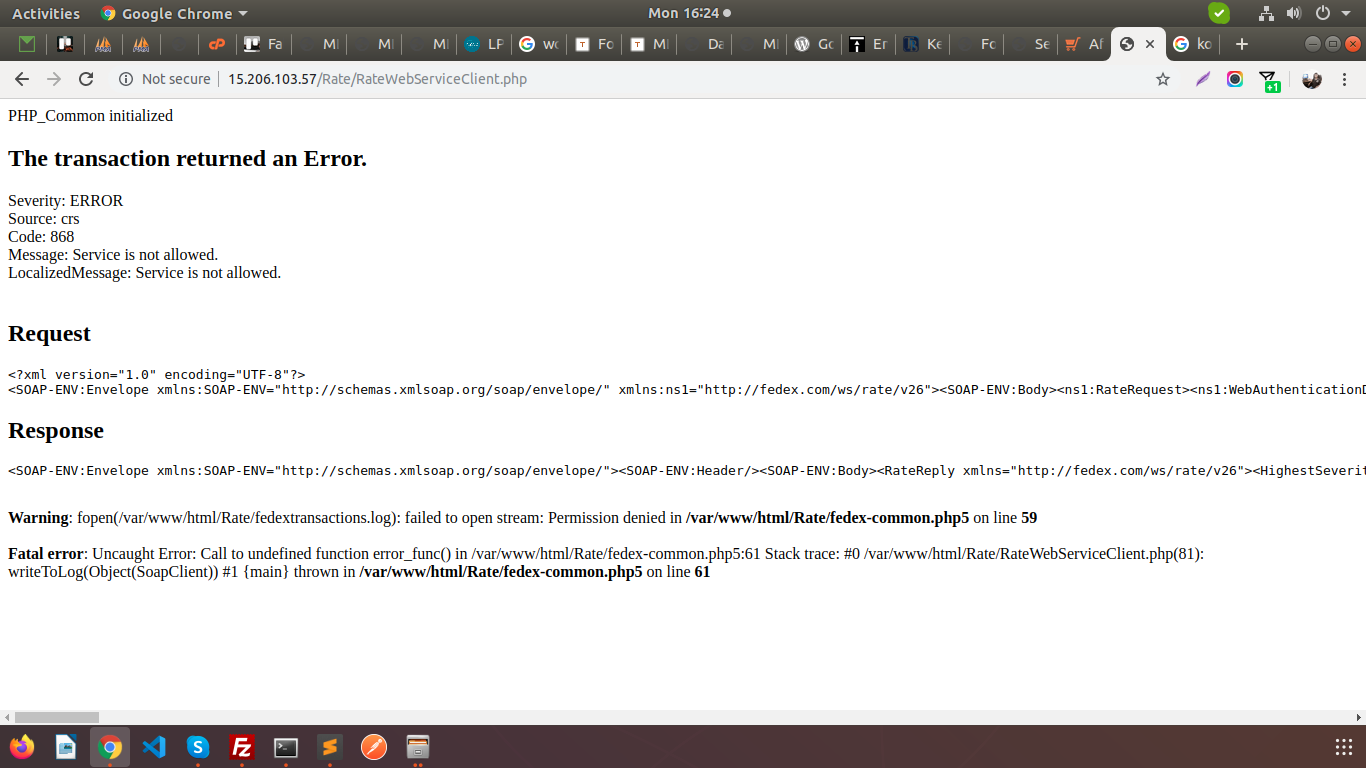 Activities
Google Chrome
Mon 16:24
Fa
MI
MI
MI
LP
wo
Fo
MI
Da
MI
Go
Er
Ke
Fo
Se
Af
ko
Not secure
15.206.103.57/Rate/RateWebServiceClient.php
+1
PHP_Common initialized
The transaction returned an Error.
Severity: ERROR
Source: crs
Code: 868
Message: Service is not allowed.
LocalizedMessage: Service is not allowed.
Request
<?xml version="1.0" encoding="UTF-8"?>
<SOAP-ENV:Envelope xmlns:SOAP-ENV="http://schemas.xmlsoap.org/soap/envelope/" xmlns:ns1="http://fedex.com/ws/rate/v26"><SOAP-ENV:Body><ns1:RateRequest><ns1:WebAuthenticationD
Response
<SOAP-ENV:Envelope xmlns:SOAP-ENV="http://schemas.xmlsoap.org/soap/envelope/"><SOAP-ENV:Header/><SOAP-ENV:Body><RateReply xmlns="http://fedex.com/ws/rate/v26"><HighestSeverit
Warning: fopen(/var/www/html/Rate/fedextransactions.log): failed to open stream: Permission denied in /var/www/html/Rate/fedex-common.php5 on line 59
Fatal error: Uncaught Error: Call to undefined function error_func() in /var/www/html/Rate/fedex-common.php5:61 Stack trace: #0 /var/www/html/Rate/RateWebServiceClient.php(81):
writeToLog(Object(SoapClient)) #1 {main} thrown in /var/www/html/Rate/fedex-common.php5 on line 61